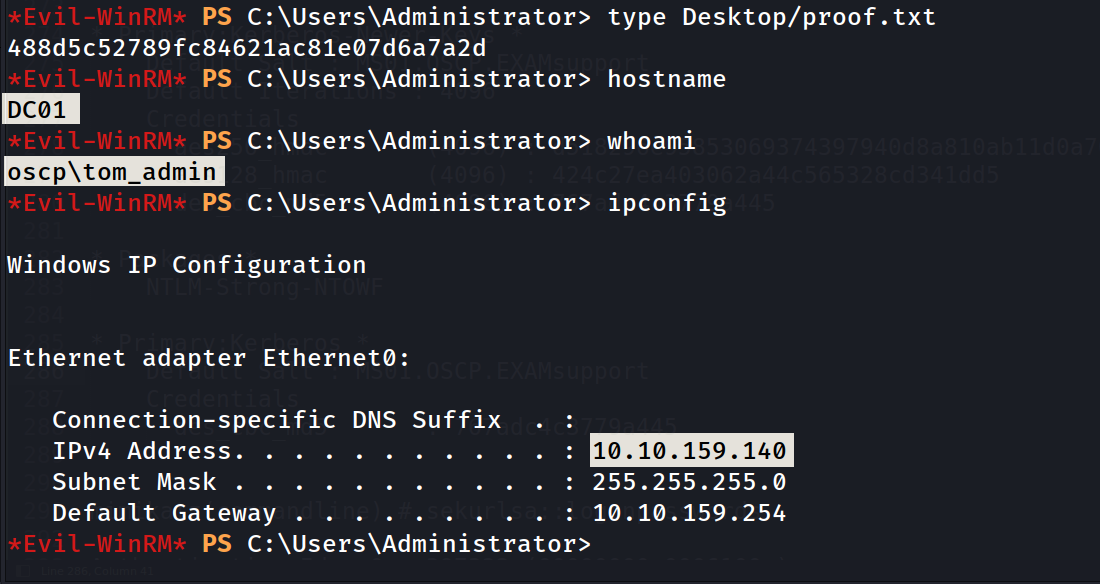 *Evil-WinRM* PS C:\Users\Administrator> type Desktop/proof.txt
488d5c52789fc84621ac81e07d6a7a2d
*Evil-WinRM* PS C:\Users\Administrator> hostname
DC01
*Evil-WinRM* PS C:\Users\Administrator> whoami
oscp\tom_admin
*Evil-WinRM* PS C:\Users\Administrator> ipconfig
Windows IP Configuration
NTLM-Strong-NTOWF
Ethernet adapter Ethernet0:
Connection-specific DNS Suffix . :
IPv4 Address. . . . . . . . . . . : 10.10.159.140
Subnet Mask . . . . . . . . . . . : 255.255.255.0
Default Gateway . . . . . . . . . : 10.10.159.254
*Evil-WinRM* PS C:\Users\Administrator>